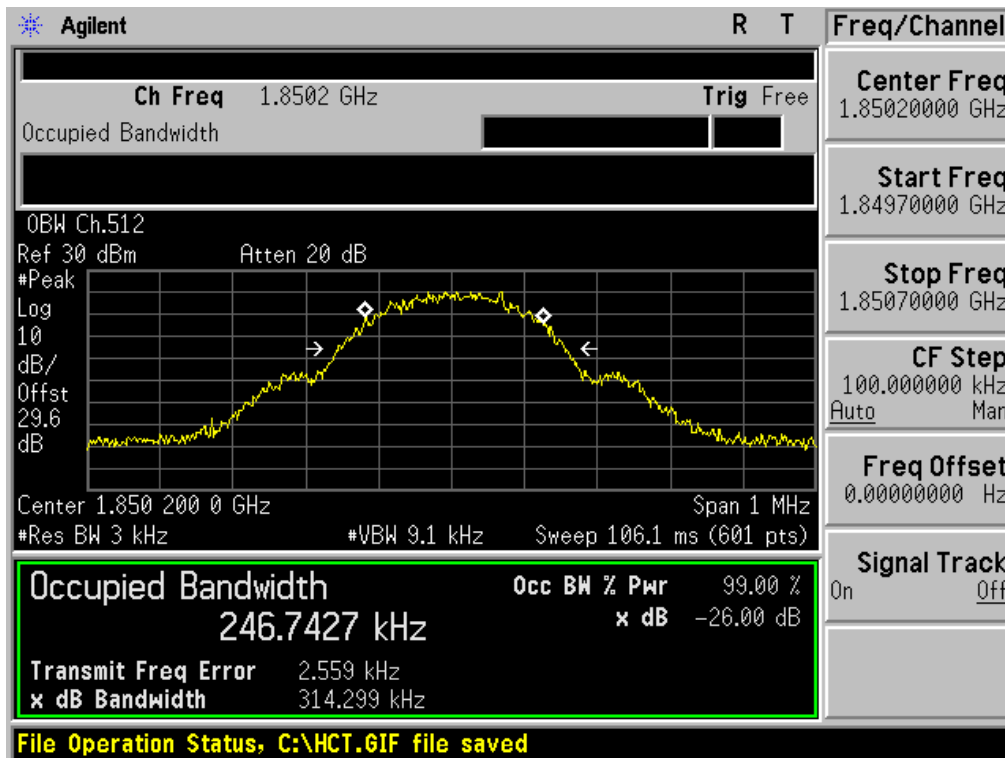 Agilent R T Freq/Channel
Ch Freq 1.8502 GHz Trig Free
Occupied Bandwidth
Center Freq
1.85020000 GHz
Start Freq
1.84970000 GHz
Stop Freq
1.85070000 GHz
CF Step
100.000000 kHz
Auto Man
Freq Offset
0.00000000 Hz
Signal Track
On Off
OBW Ch.512
Ref 30 dBm Atten 20 dB
#Peak
Log
10
dB/
Offst
29.6
dB
Center 1.850 200 0 GHz Span 1 MHz
#Res BW 3 kHz #VBW 9.1 kHz Sweep 106.1 ms (601 pts)
Occupied Bandwidth Occ BW % Pwr 99.00 %
246.7427 kHz x dB -26.00 dB
Transmit Freq Error 2.559 kHz
x dB Bandwidth 314.299 kHz
File Operation Status, C:\HCT.GIF file saved